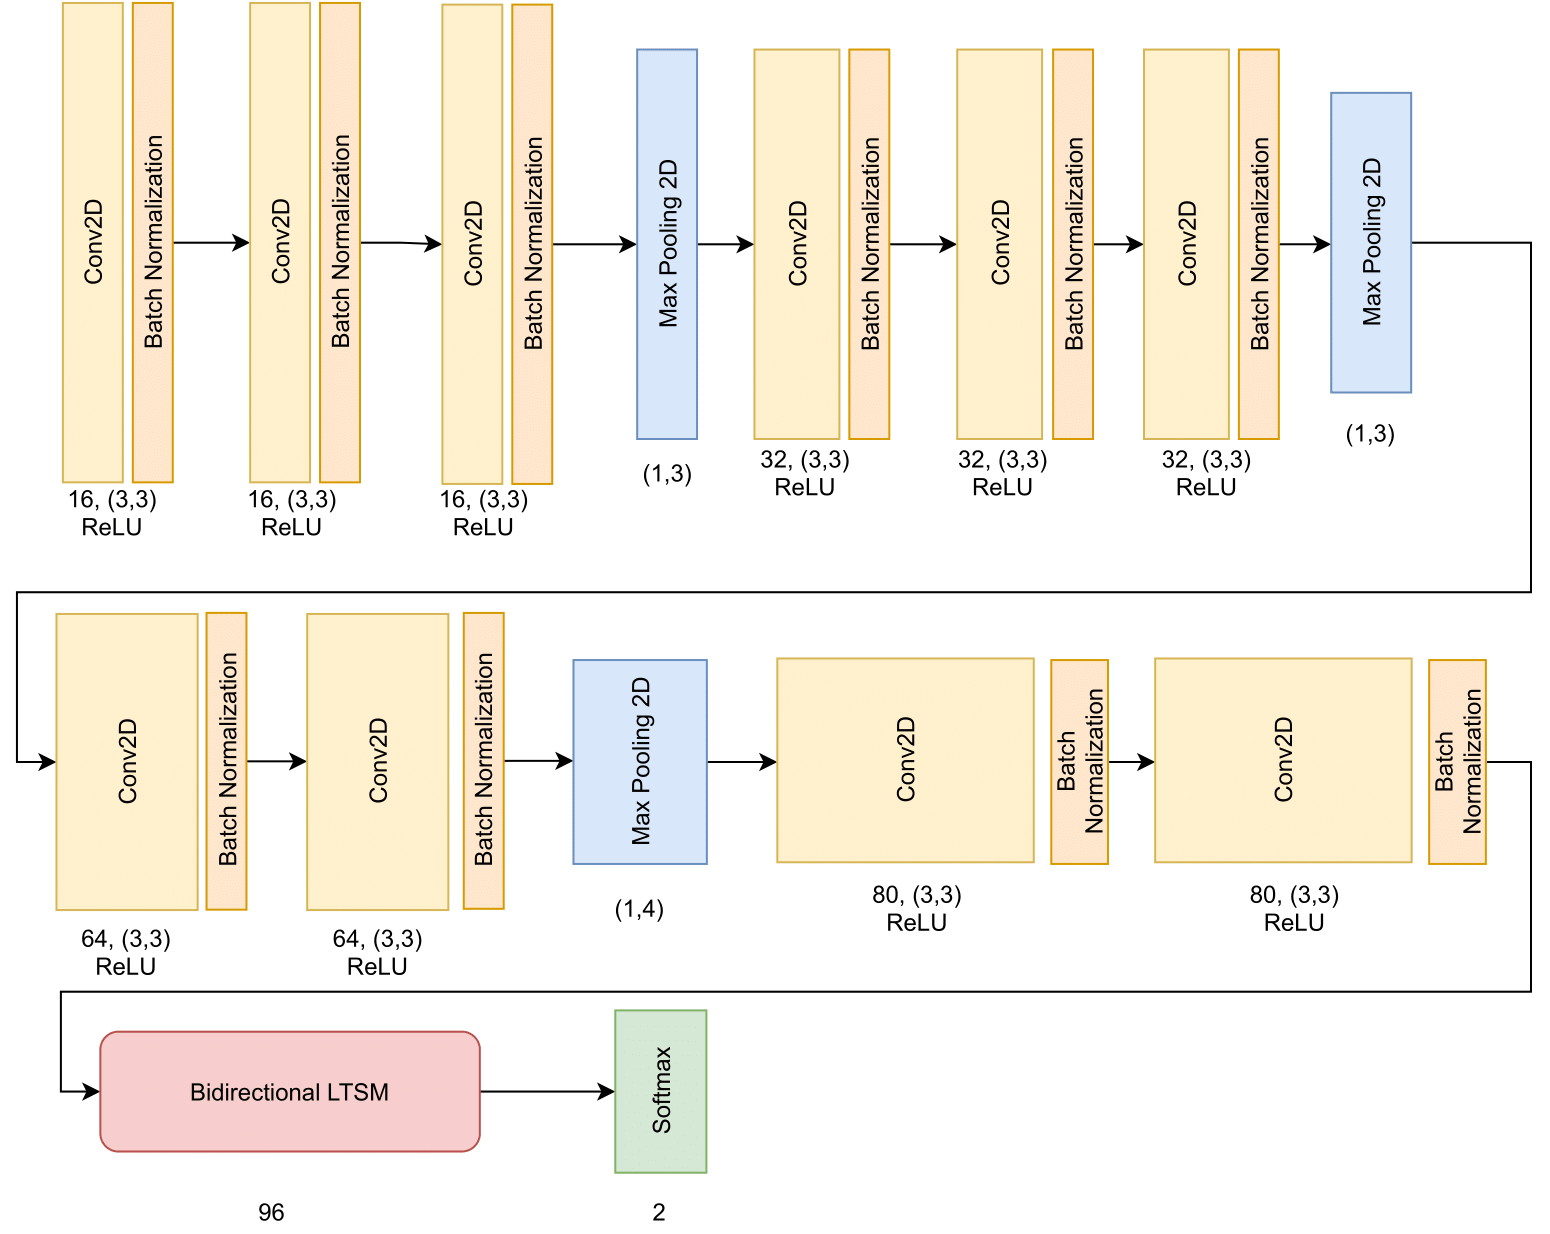 Conv2D
Batch Normalization
Conv2D
Batch Normalization
Conv2D
Batch Normalization
Max Pooling 2D
Conv2D
Batch Normalization
Conv2D
Batch Normalization
Conv2D
Batch Normalization
Max Pooling 2D
16, (3,3)
ReLU
16, (3,3)
ReLU
16, (3,3)
ReLU
(1,3)
32, (3,3)
ReLU
32, (3,3)
ReLU
32, (3,3)
ReLU
(1,3)
Conv2D
Batch Normalization
Conv2D
Batch Normalization
Max Pooling 2D
Conv2D
Batch
Normalization
Conv2D
Batch
Normalization
64, (3,3)
ReLU
64, (3,3)
ReLU
(1,4)
80, (3,3)
ReLU
80, (3,3)
ReLU
Bidirectional LTSM
Softmax
96
2